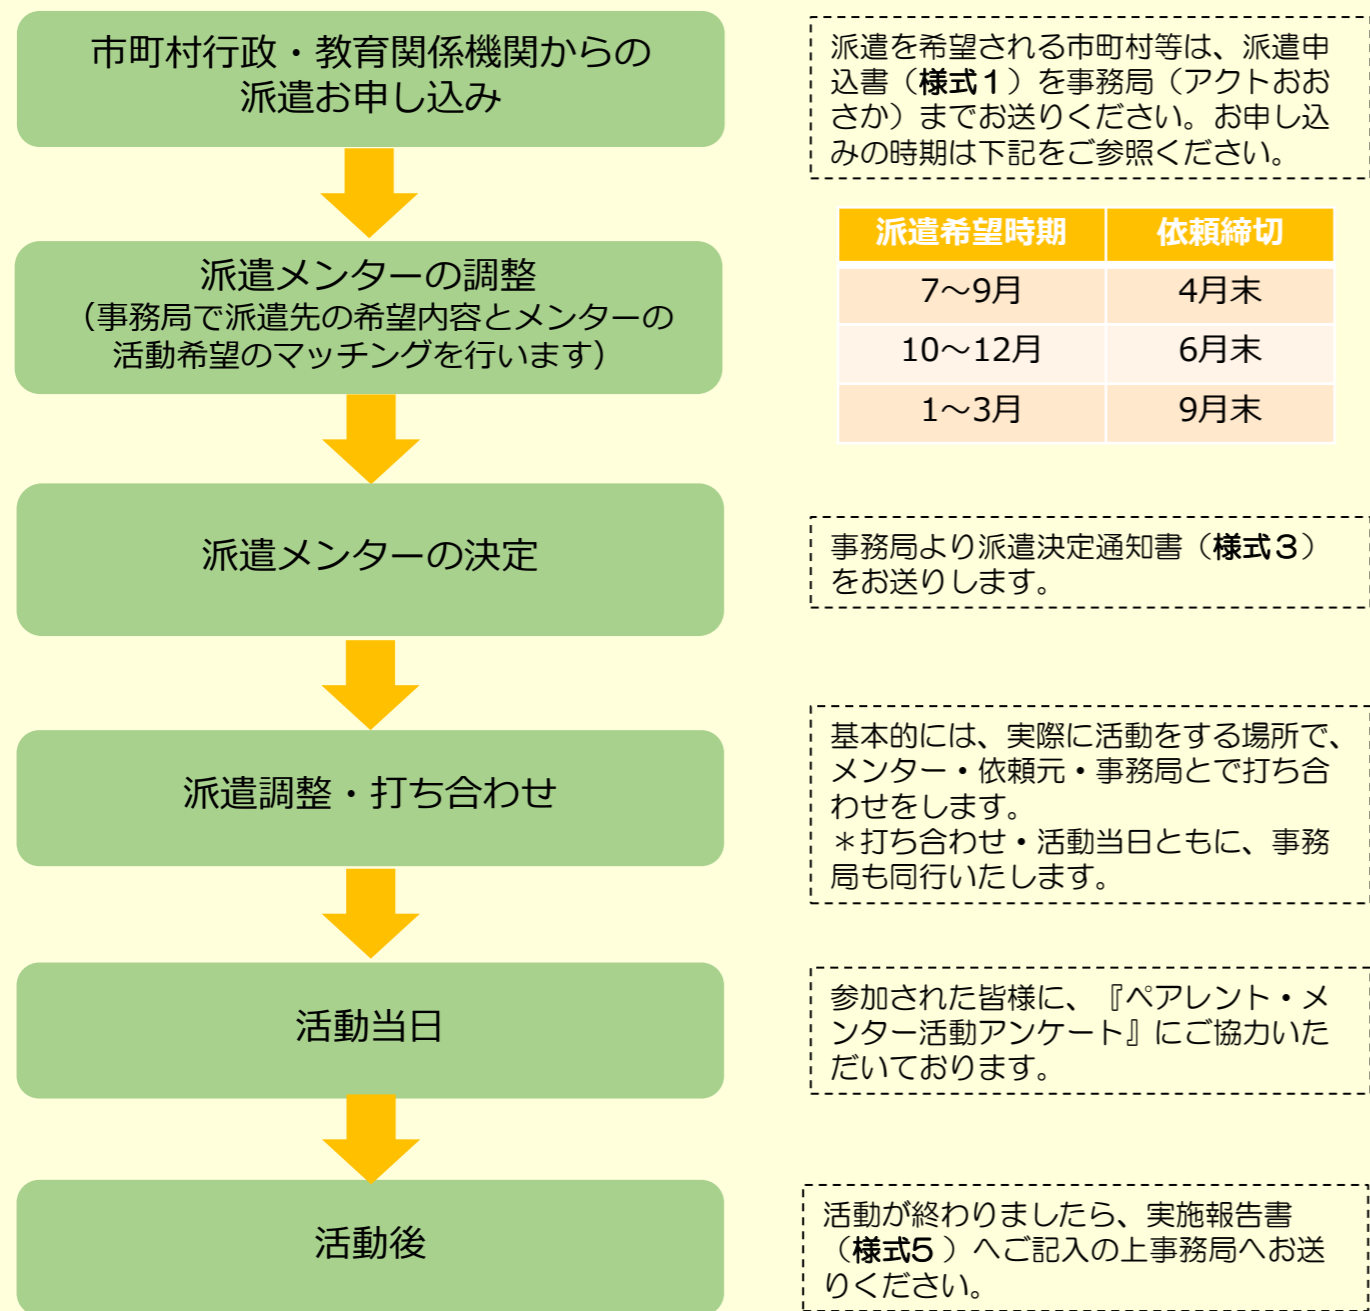 市町村行政・教育関係機関からの
派遣お申し込み
派遣を希望される市町村等は、派遣申
込書（様式１）を事務局（アクトおお
さか）までお送りください。お申し込
みの時期は下記をご参照ください。
派遣希望時期 依頼締切
7～9月 4月末
10～12月 6月末
1～3月 9月末
派遣メンターの調整
（事務局で派遣先の希望内容とメンターの
活動希望のマッチングを行います）
派遣メンターの決定
事務局より派遣決定通知書（様式３）
をお送りします。
派遣調整・打ち合わせ
基本的には、実際に活動をする場所で、
メンター・依頼元・事務局とで打ち合
わせをします。
＊打ち合わせ・活動当日ともに、事務
局も同行いたします。
活動当日
参加された皆様に、『ペアレント・メ
ンター活動アンケート』にご協力いた
だいております。
活動後
活動が終わりましたら、実施報告書
（様式5 ）へご記入の上事務局へお送
りください。